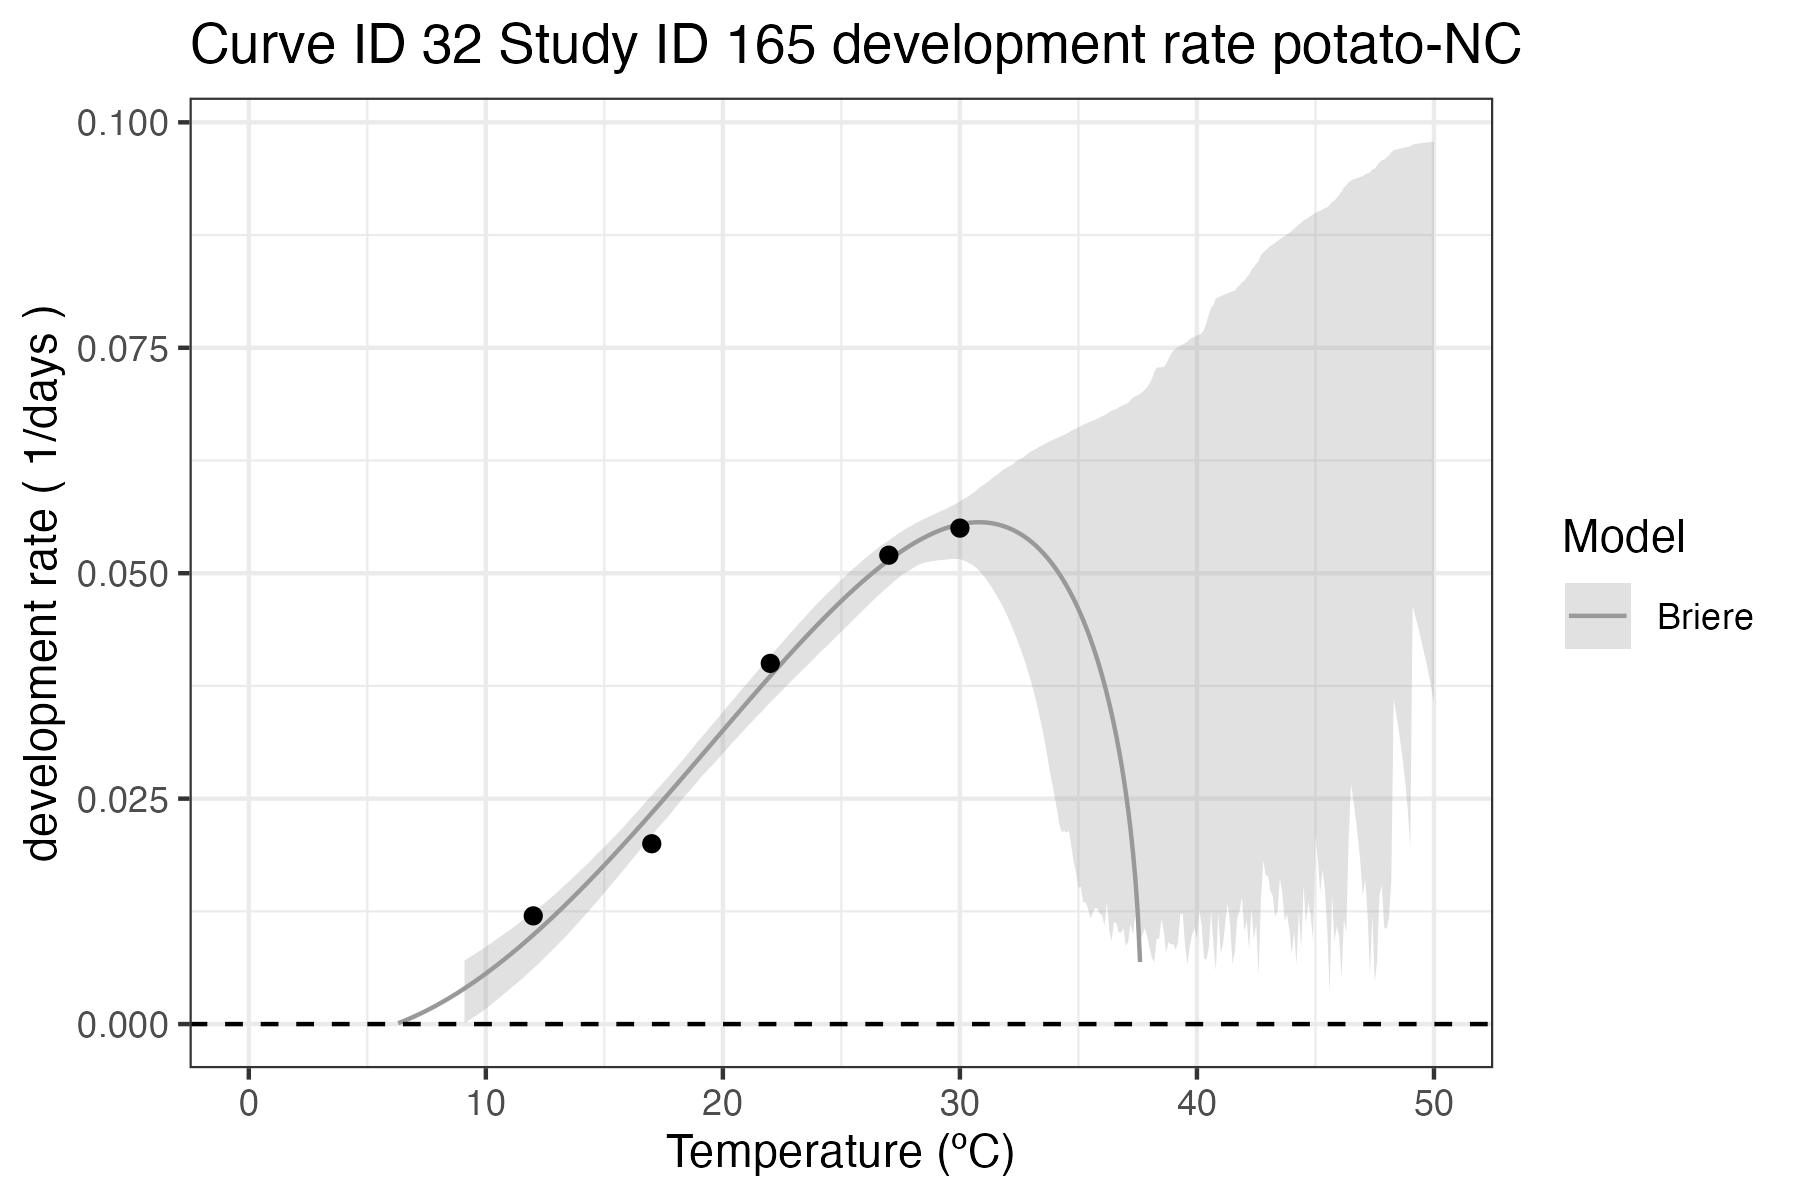 Curve ID 32 Study ID 165 development rate potato-NC
development rate ( 1/days )
0.100
0.075
0.050
0.025
0.000
0 10 20 30 40 50
Temperature (ºC)
Model
Briere